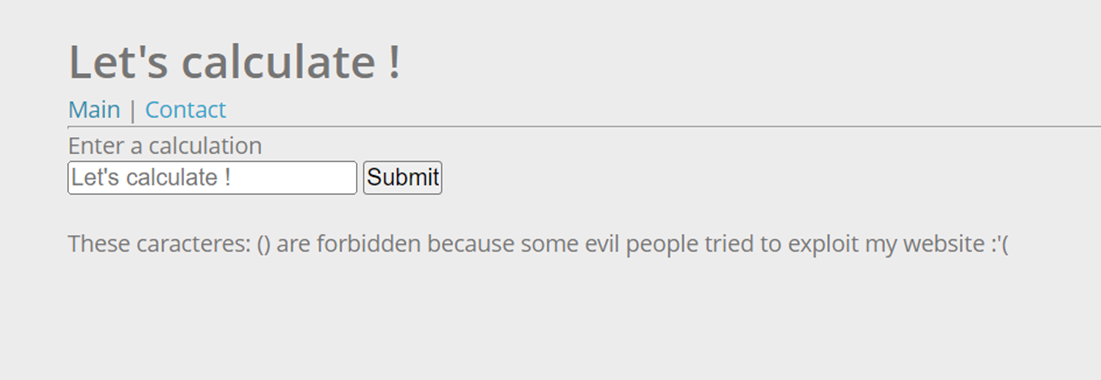 Let's calculate !
Main | Contact
Enter a calculation
Let's calculate ! Submit
These caracteres: () are forbidden because some evil people tried to exploit my website :'(